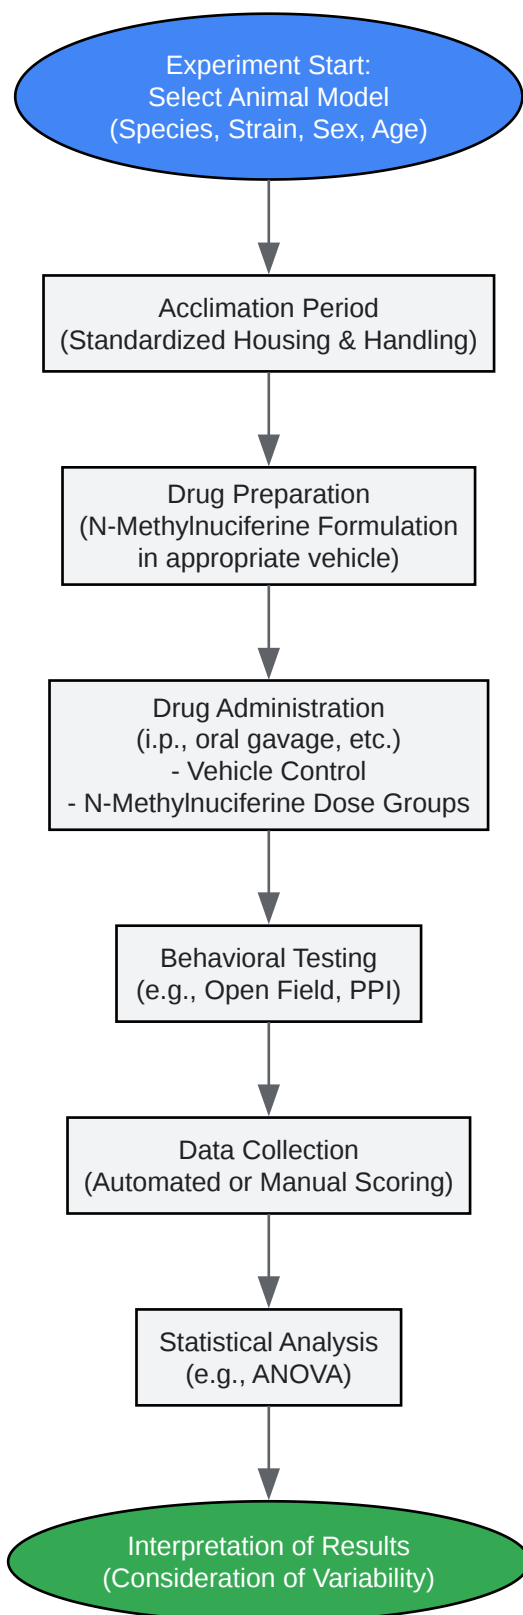 Experiment Start:
Select Animal Model
(Species, Strain, Sex, Age)
Acclimation Period
(Standardized Housing & Handling)
Drug Preparation
(N-Methylnuciferine Formulation
in appropriate vehicle)
Drug Administration
(i.p., oral gavage, etc.)
- Vehicle Control
- N-Methylnuciferine Dose Groups
Behavioral Testing
(e.g., Open Field, PPI)
Data Collection
(Automated or Manual Scoring)
Statistical Analysis
(e.g., ANOVA)
Interpretation of Results
(Consideration of Variability)